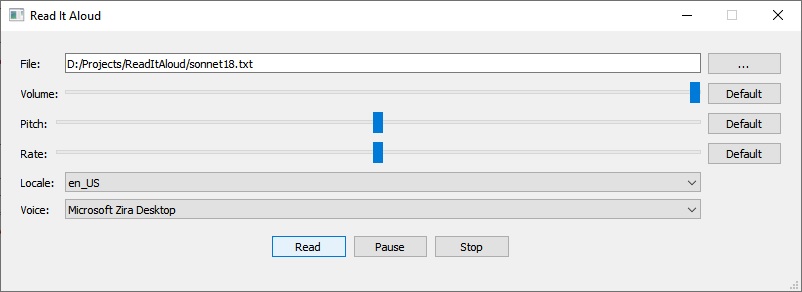 Read It Aloud
File: D:/Projects/ReadItAloud/sonnet18.txt ...
Volume: Default
Pitch: Default
Rate: Default
Locale: en_US
Voice: Microsoft Zira Desktop
Read Pause Stop